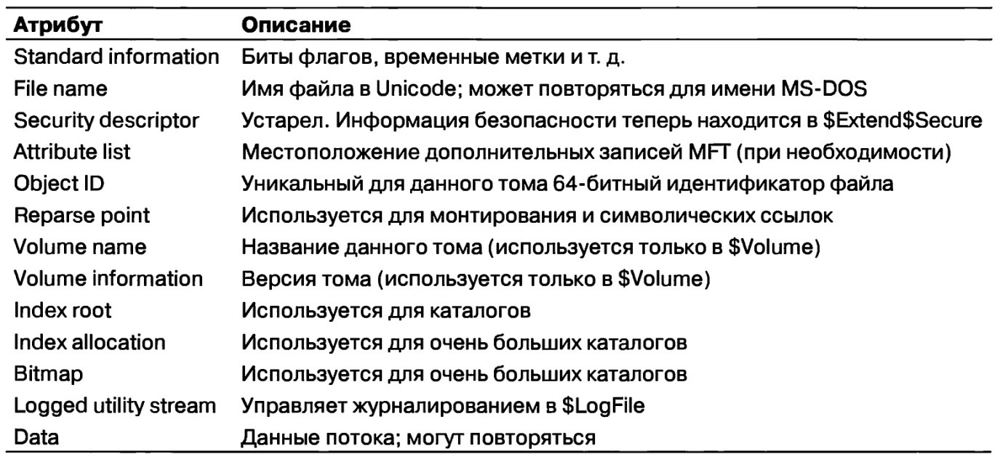 Атрибут Описание
Standard information Биты флагов, временные метки и т. д.
File name Имя файла в Unicode; может повторяться для имени MS-DOS
Security descriptor Устарел. Информация безопасности теперь находится в $Extend$Secure
Attribute list Местоположение дополнительных записей MFT (при необходимости)
Object ID Уникальный для данного тома 64-битный идентификатор файла
Reparse point Используется для монтирования и символических ссылок
Volume name Название данного тома (используется только в $Volume)
Volume information Версия тома (используется только в $Volume)
Index root Используется для каталогов
Index allocation Используется для очень больших каталогов
Bitmap Используется для очень больших каталогов
Logged utility stream Управляет журналированием в $LogFile
Data Данные потока; могут повторяться